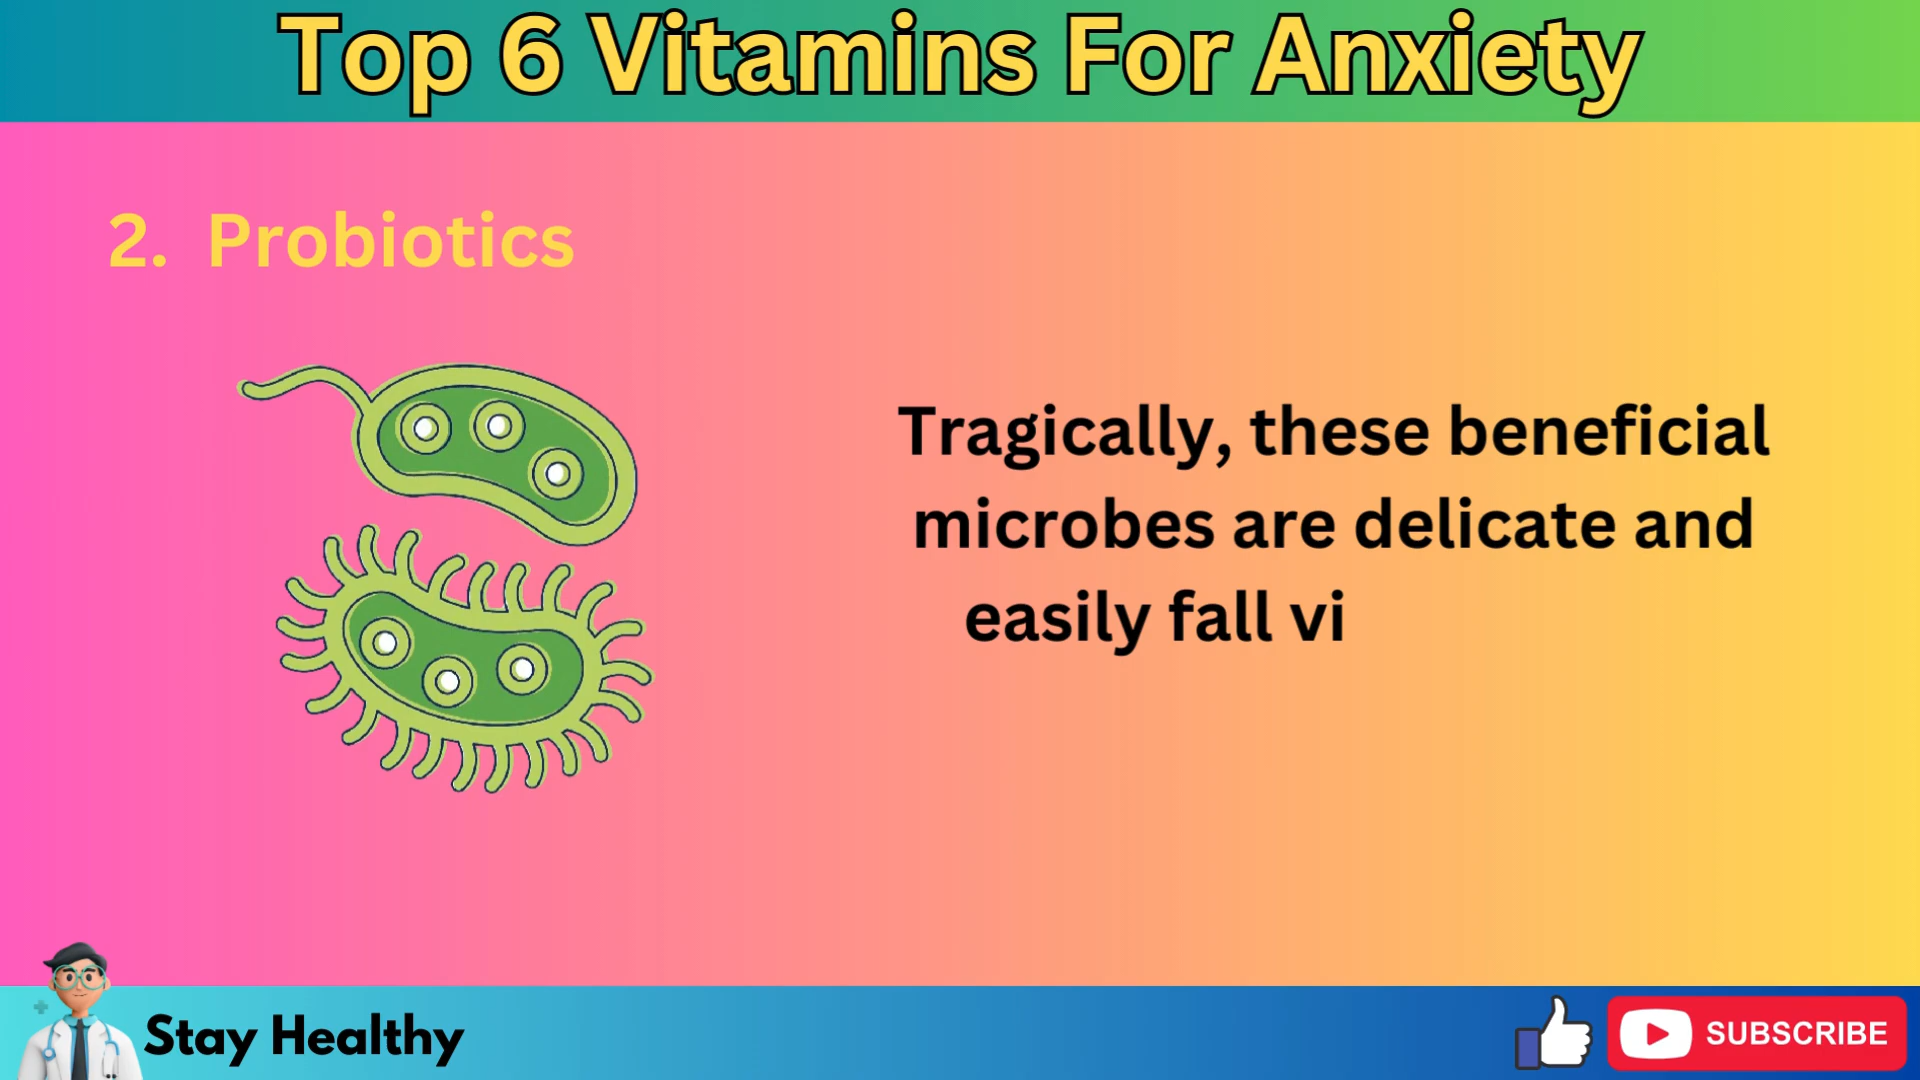 Top 6 Vitamins For Anxiety
2. Probiotics
Tragically, these beneficial
microbes are delicate and
easily fall vi
Stay Healthy
SUBSCRIBE